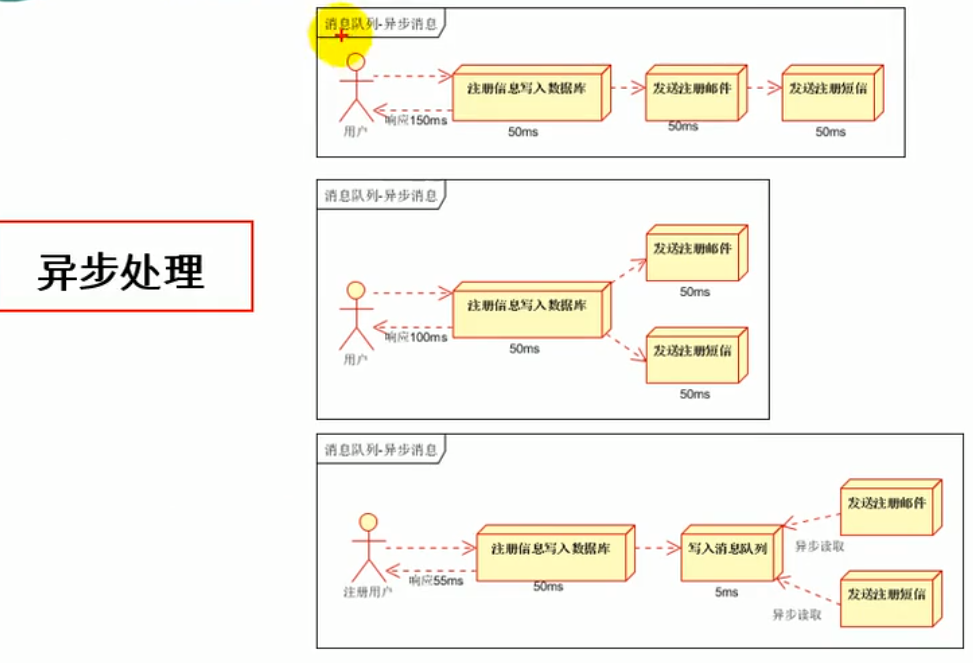 消息队列-异步消息
注册信息写入数据库
发送注册邮件
发送注册短信
响应150ms
用户
50ms
50ms
50ms
异步处理
消息队列-异步消息
发送注册邮件
50ms
注册信息写入数据库
响应100ms
用户
50ms
发送注册短信
50ms
消息队列-异步消息
发送注册邮件
注册信息写入数据库
写入消息队列
异步读取
响应55ms
注册用户
50ms
5ms
发送注册短信
异步读取